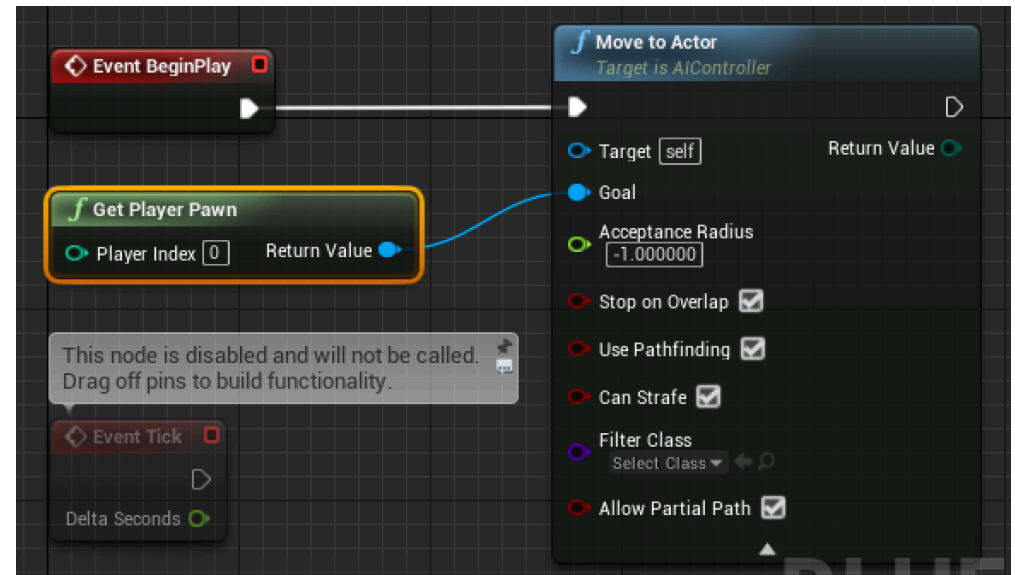 Event BeginPlay
f Move to Actor
Target is AIController
Target self
Return Value
Goal
f Get Player Pawn
Player Index 0
Return Value
Acceptance Radius
-1.000000
Stop on Overlap
Use Pathfinding
Can Strafe
Filter Class
Select Class
Allow Partial Path
This node is disabled and will not be called.
Drag off pins to build functionality.
Event Tick
Delta Seconds